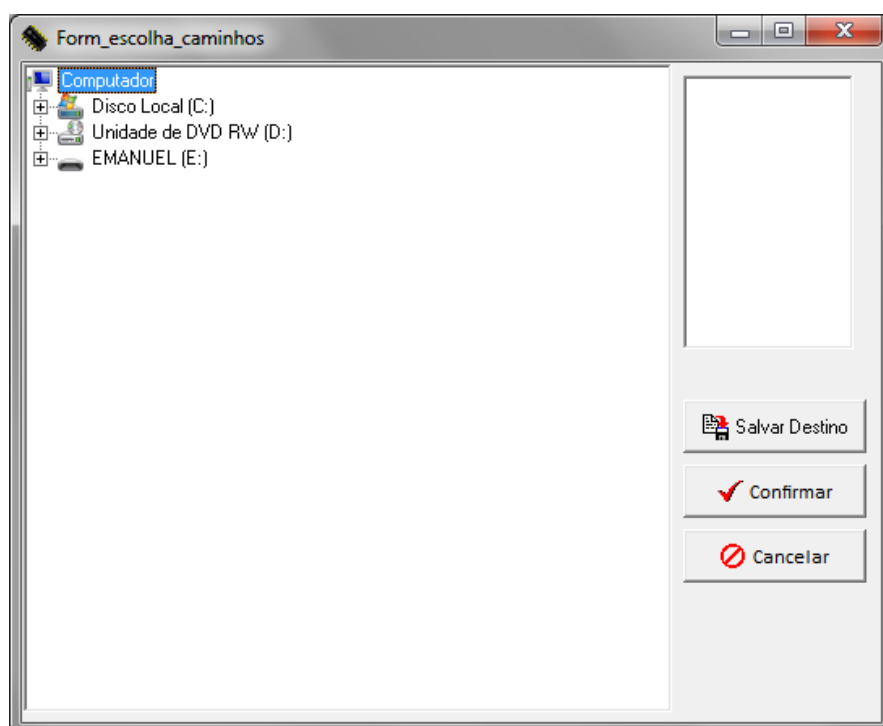 Form_escolha_caminhos
Computador
Disco Local (C:)
Unidade de DVD RW (D:)
EMANUEL (E:)
Salvar Destino
Confirmar
Cancelar